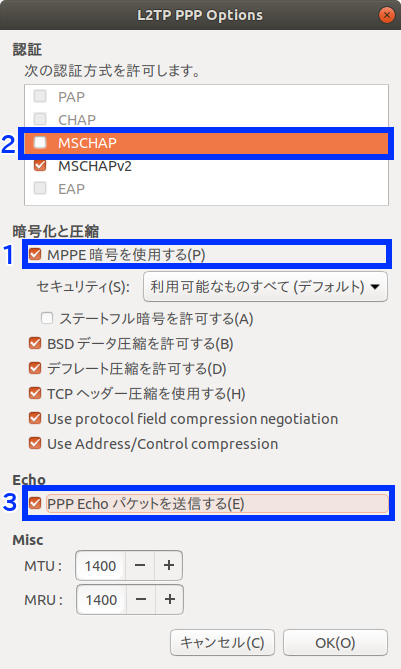 L2TP PPP Options
認証
次の認証方式を許可します。
PAP
CHAP
2 MSCHAP
MSCHAPv2
EAP
暗号化と圧縮
1 MPPE 暗号を使用する(P)
セキュリティ(S): 利用可能なものすべて (デフォルト)
ステートフル暗号を許可する(A)
BSD データ圧縮を許可する(B)
デフレート圧縮を許可する(D)
TCP ヘッダー圧縮を使用する(H)
Use protocol field compression negotiation
Use Address/Control compression
Echo
3 PPP Echo パケットを送信する(E)
Misc
MTU : 1400 − +
MRU : 1400 − +
キャンセル(C) OK(O)